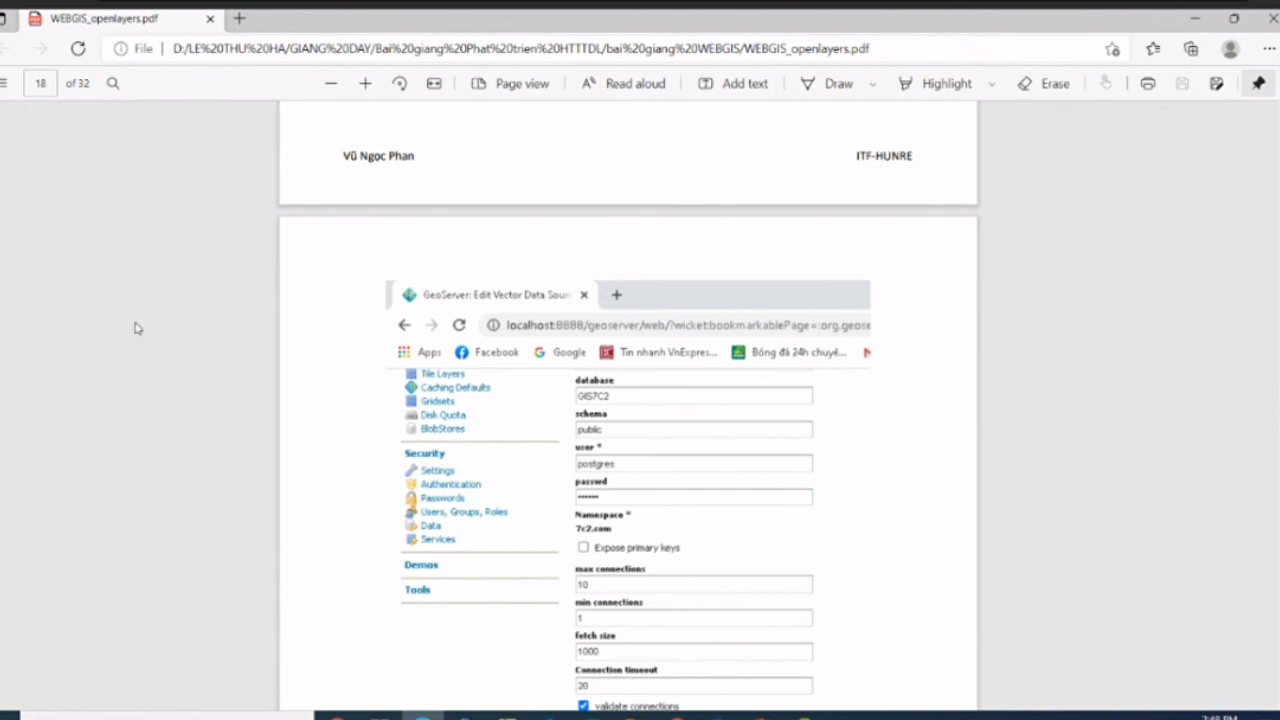 WEBGIS_openlayers.pdf
File
D:/LE%20THU%20HA/GIANG%20DAY/Bai%20giang%20Phat%20trien%20HTTTDL/bai%20giang%20WEBGIS/WEBGIS_openlayers.pdf
18 of 32
Page view
Read aloud
Add text
Draw
Highlight
Erase
Vũ Ngọc Phan
ITF-HUNRE
GeoServer: Edit Vector Data Sour
localhost:8888/geoserver/web/?wicket:bookmarkablePage=:org.geose
Apps
Facebook
Google
Tin nhanh VnExpres...
Bóng đá 24h chuyê...
Tile Layers
Caching Defaults
Gridsets
Disk Quota
BlobStores
Security
Settings
Authentication
Passwords
Users, Groups, Roles
Data
Services
Demos
Tools
database
GIS7C2
schema
public
user *
postgres
passwd
••••••
Namespace *
7c2.com
Expose primary keys
max connections
10
min connections
1
fetch size
1000
Connection timeout
20
validate connections